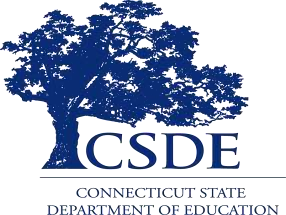 CSDE
CONNECTICUT STATE
DEPARTMENT OF EDUCATION